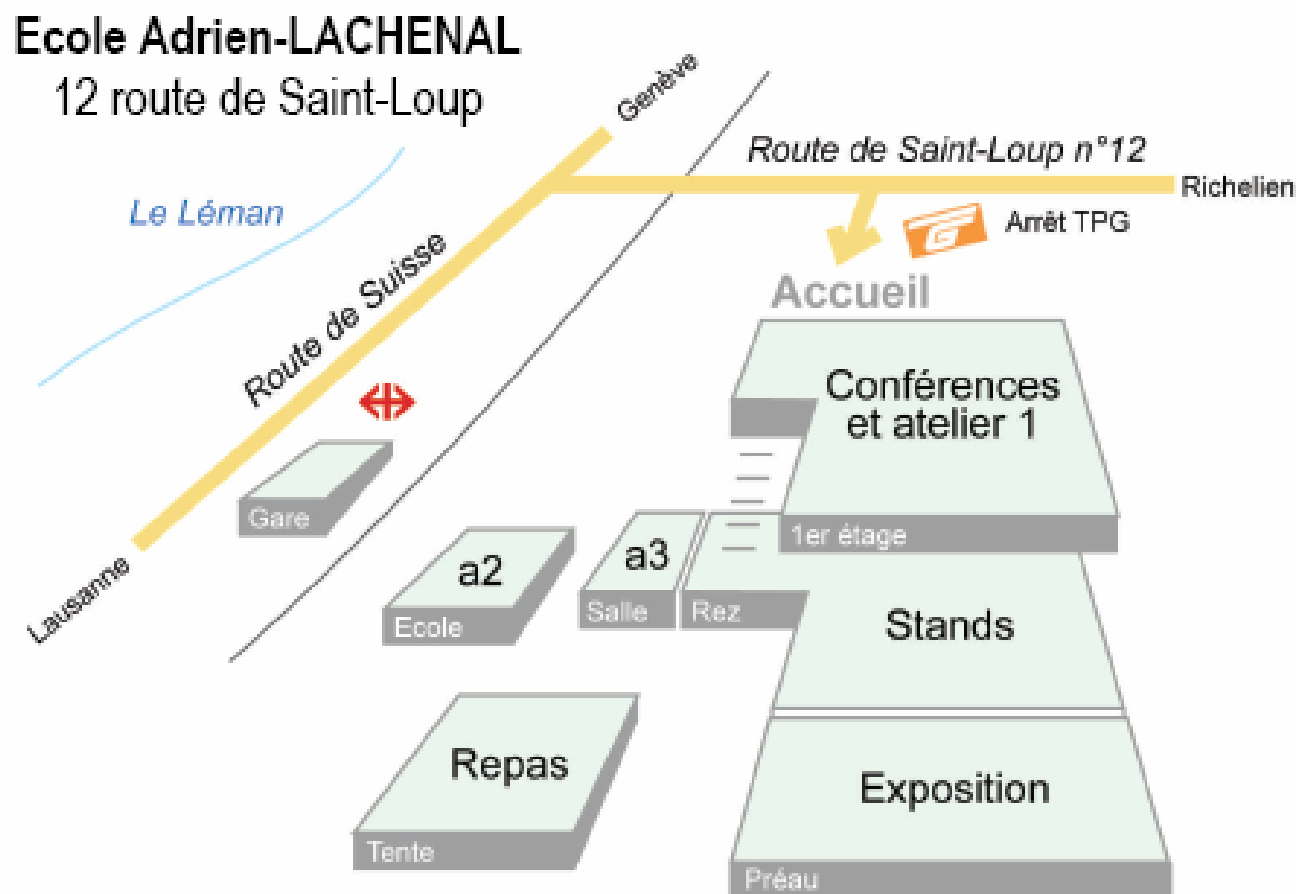 Ecole Adrien-LACHENAL
12 route de Saint-Loup
Genève
Route de Saint-Loup n°12
Richelien
Le Léman
Arrêt TPG
Route de Suisse
Accueil
Conférences
et atelier 1
Gare
1er étage
a2
a3
Lausanne
Ecole
Salle
Rez
Stands
Repas
Exposition
Tente
Préau